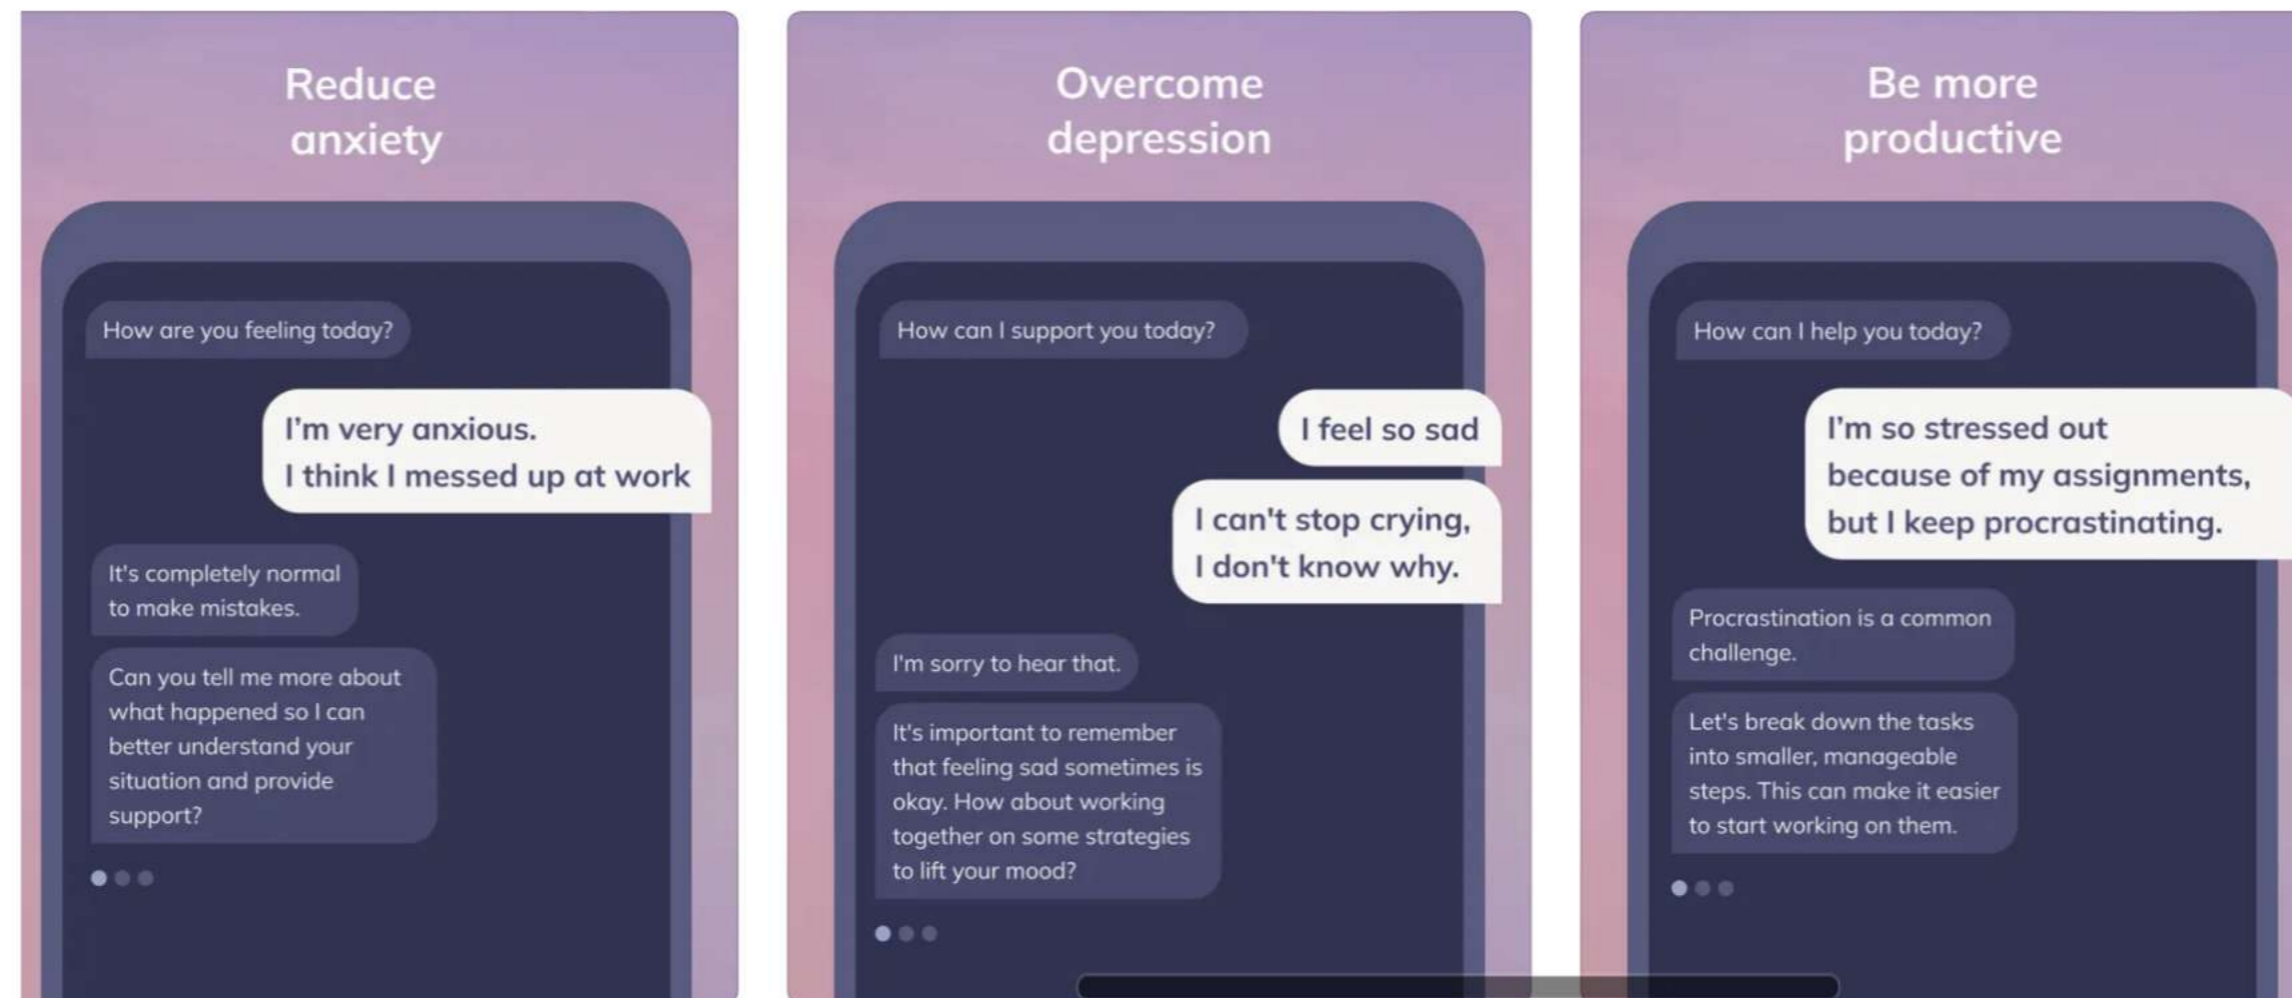 Reduce
anxiety
How are you feeling today?
I’m very anxious.
I think I messed up at work
It's completely normal
to make mistakes.
Can you tell me more about
what happened so I can
better understand your
situation and provide
support?
Overcome
depression
How can I support you today?
I feel so sad
I can't stop crying,
I don't know why.
I'm sorry to hear that.
It's important to remember
that feeling sad sometimes is
okay. How about working
together on some strategies
to lift your mood?
Be more
productive
How can I help you today?
I’m so stressed out
because of my assignments,
but I keep procrastinating.
Procrastination is a common
challenge.
Let's break down the tasks
into smaller, manageable
steps. This can make it easier
to start working on them.